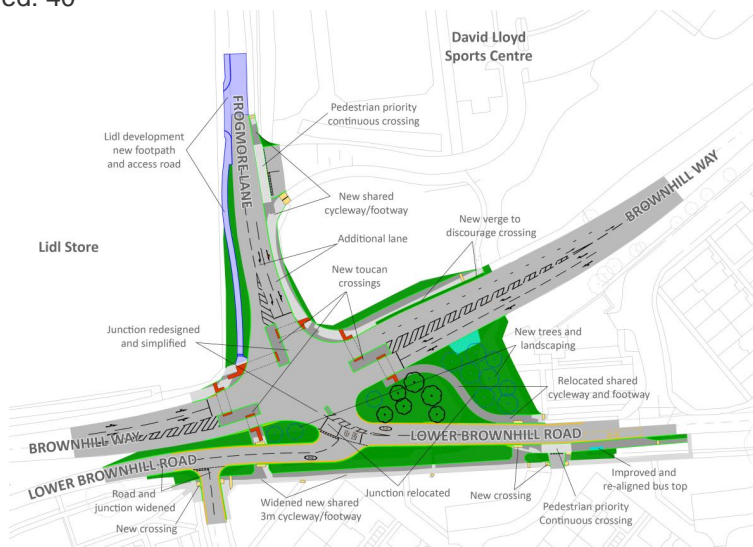 David Lloyd
Sports Centre
Pedestrian priority
continuous crossing
FROGMORE LANE
Lidl development
new footpath
and access road
BROWNHILL WAY
New shared
cycleway/footway
New verge to
discourage crossing
Lidl Store
Additional lane
New toucan
crossings
Junction redesigned
and simplified
New trees and
landscaping
Relocated shared
cycleway and footway
BROWNHILL WAY
LOWER BROWNHILL ROAD
LOWER BROWNHILL ROAD
Road and
junction widened
Widened new shared
3m cycleway/footway
Junction relocated
New crossing
Improved and
re-aligned bus top
New crossing
Pedestrian priority
Continuous crossing